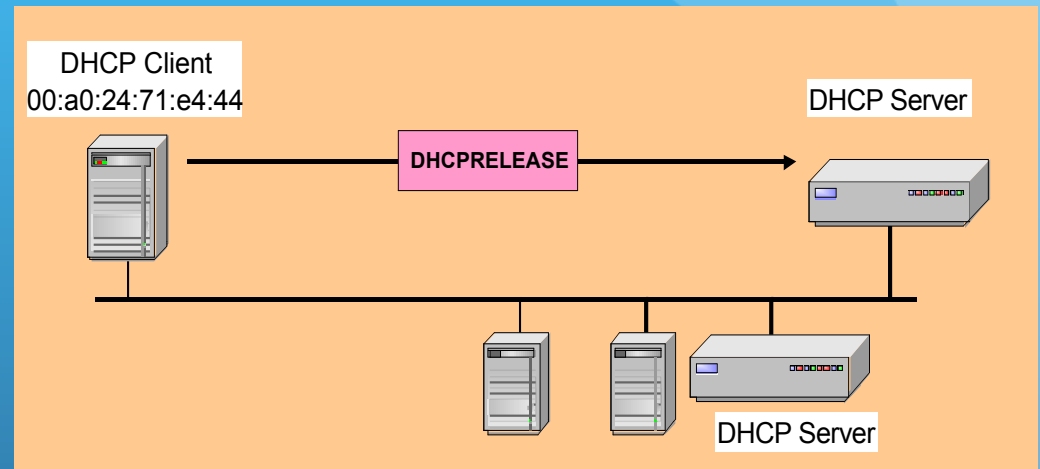 DHCP Client
00:a0:24:71:e4:44
DHCP Server
DHCPRELEASE
DHCP Server